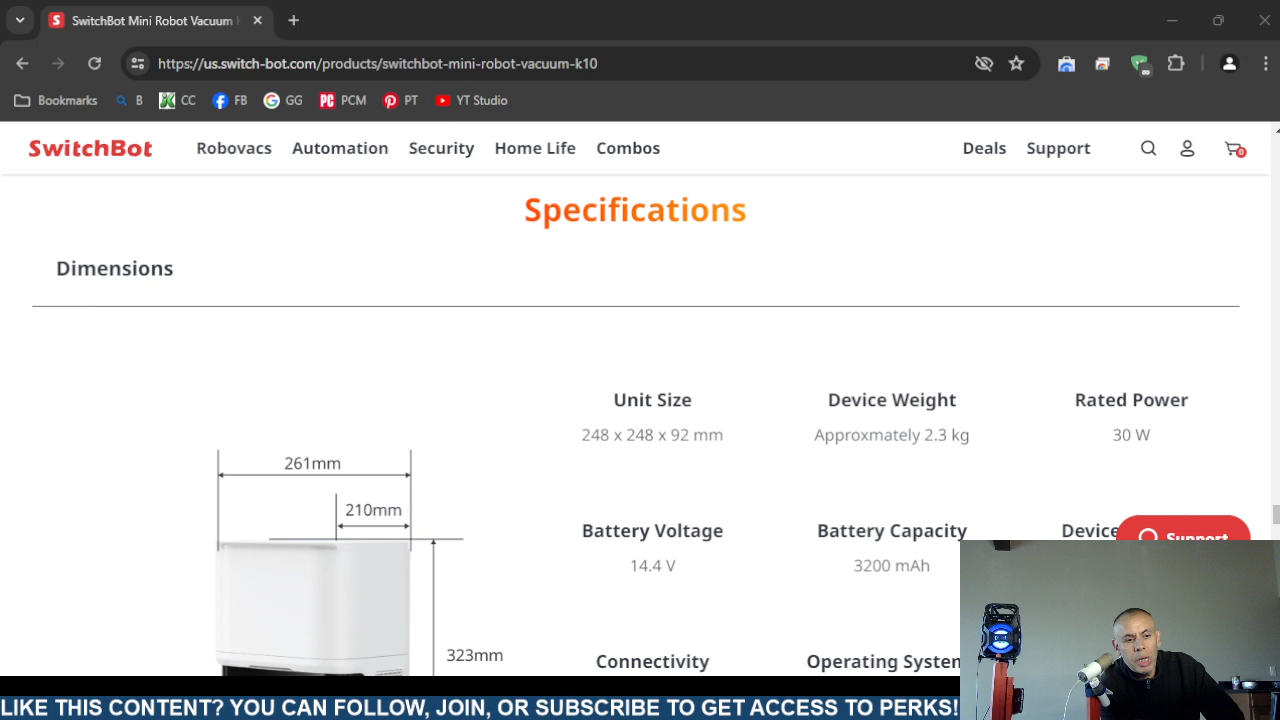 SwitchBot Mini Robot Vacuum
https://us.switch-bot.com/products/switchbot-mini-robot-vacuum-k10
Bookmarks B CC FB GG PCM PT YT Studio
SwitchBot Robovacs Automation Security Home Life Combos Deals Support 0
Specifications
Dimensions
Unit Size Device Weight Rated Power
248 x 248 x 92 mm Approxmately 2.3 kg 30 W
261mm
210mm
Battery Voltage Battery Capacity Device Support
14.4 V 3200 mAh
323mm
Connectivity Operating System
LIKE THIS CONTENT? YOU CAN FOLLOW, JOIN, OR SUBSCRIBE TO GET ACCESS TO PERKS!